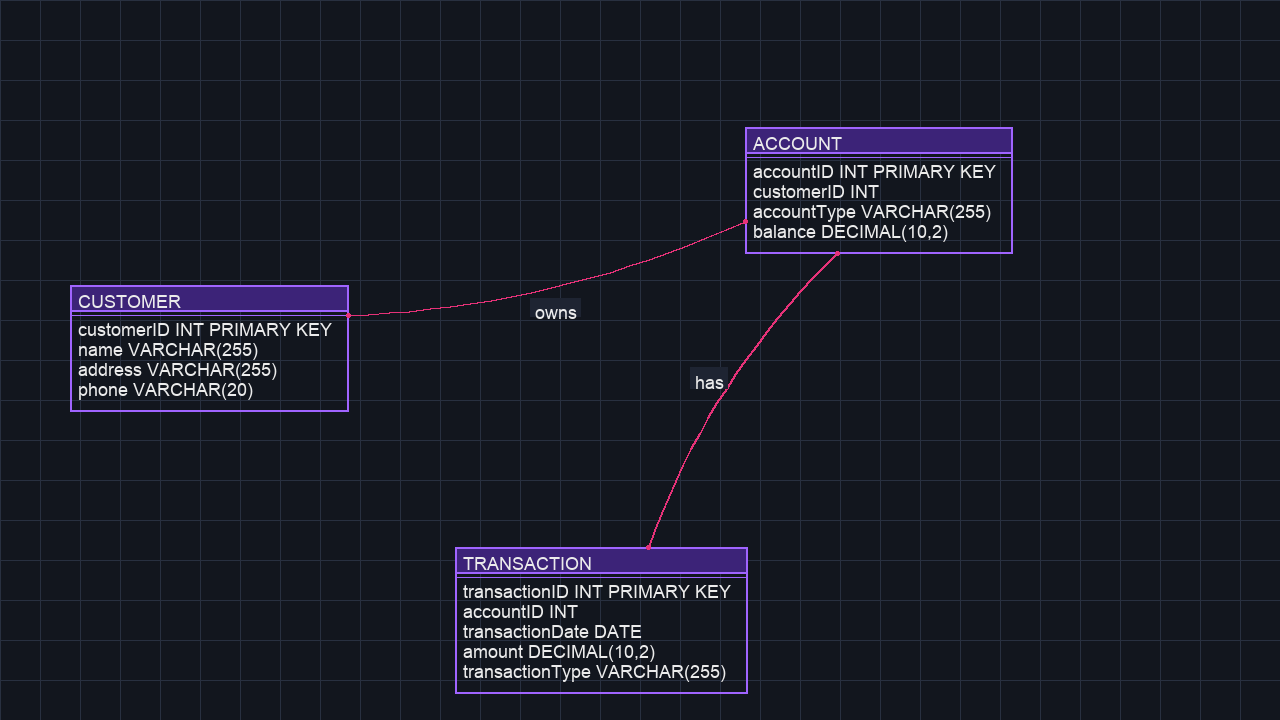 ACCOUNT
accountID INT PRIMARY KEY
customerID INT
accountType VARCHAR(255)
balance DECIMAL(10,2)
CUSTOMER
customerID INT PRIMARY KEY
name VARCHAR(255)
address VARCHAR(255)
phone VARCHAR(20)
owns
has
TRANSACTION
transactionID INT PRIMARY KEY
accountID INT
transactionDate DATE
amount DECIMAL(10,2)
transactionType VARCHAR(255)